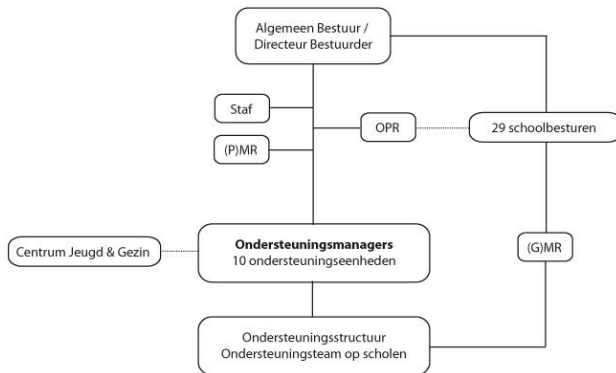 Algemeen Bestuur /
Directeur Bestuurder
Staf
OPR
29 schoolbesturen
(P)MR
Centrum Jeugd & Gezin
Ondersteuningsmanagers
10 ondersteuningseenheden
(G)MR
Ondersteuningsstructuur
Ondersteuningsteam op scholen